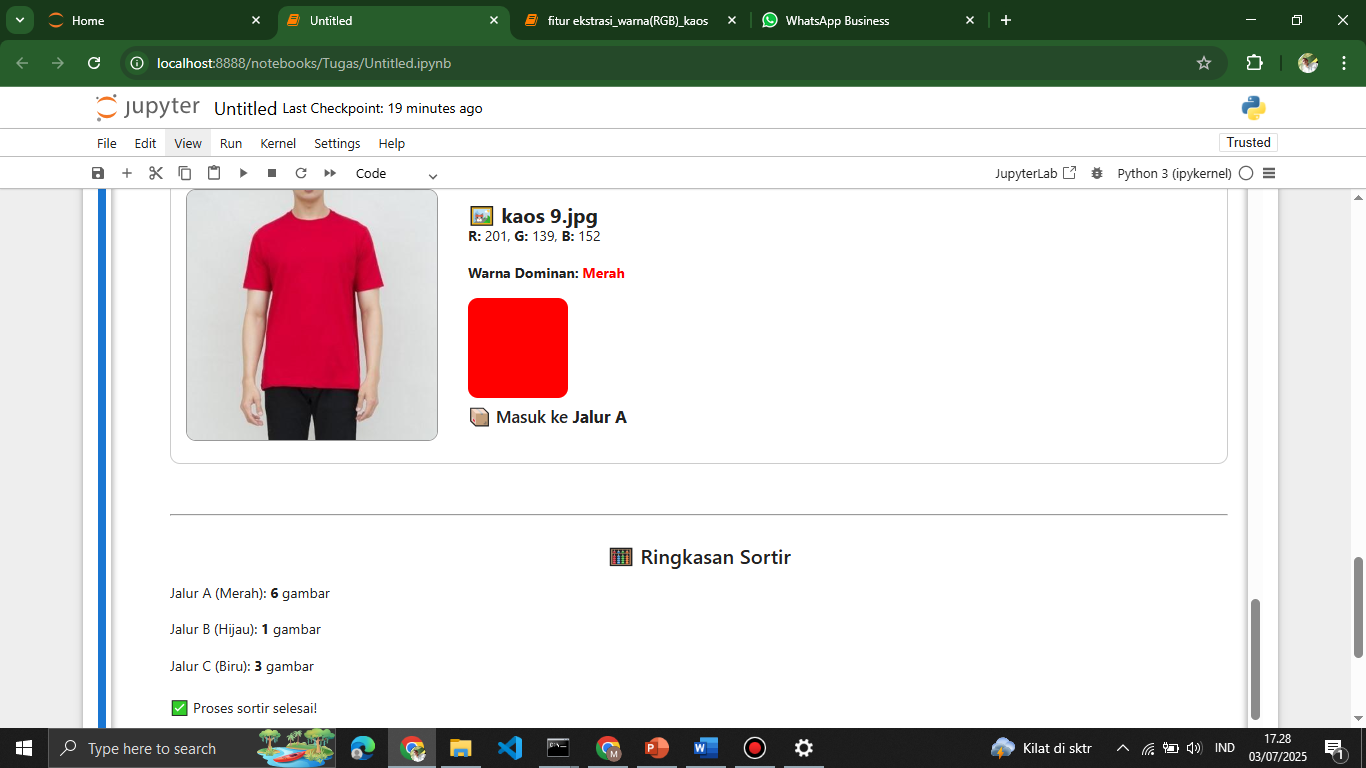 Home
Untitled
fitur ekstrasi_warna(RGB)_kaos
WhatsApp Business
localhost:8888/notebooks/Tugas/Untitled.ipynb
jupyter Untitled Last Checkpoint: 19 minutes ago
File Edit View Run Kernel Settings Help
Trusted
Code
JupyterLab
Python 3 (ipykernel)
kaos 9.jpg
R: 201, G: 139, B: 152
Warna Dominan: Merah
Masuk ke Jalur A
Ringkasan Sortir
Jalur A (Merah): 6 gambar
Jalur B (Hijau): 1 gambar
Jalur C (Biru): 3 gambar
Proses sortir selesai!
Type here to search
M
P
W
Kilat di sktr
IND
17.28
03/07/2025
1